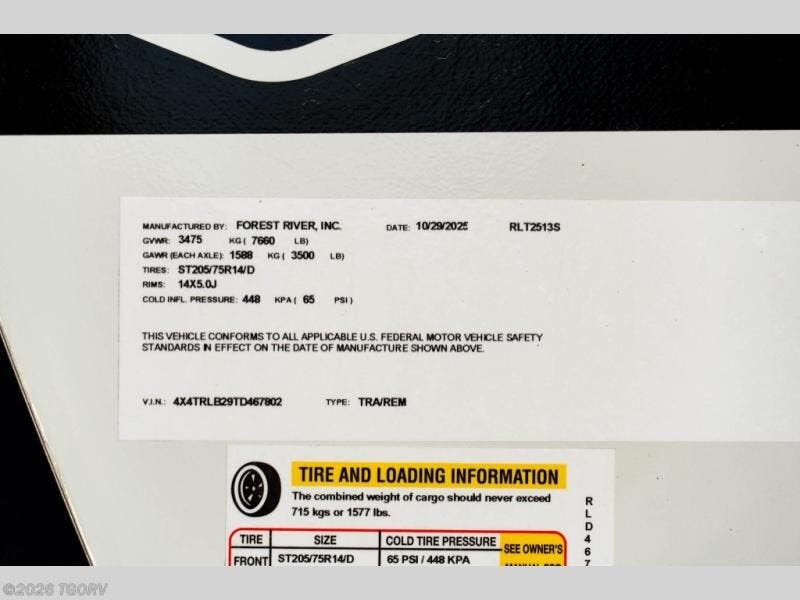 MANUFACTURED BY: FOREST RIVER, INC. DATE: 10/29/2025 RLT2513S
GVWR: 3475 KG ( 7660 LB)
GAWR (EACH AXLE): 1588 KG ( 3500 LB)
TIRES: ST205/75R14/D
RIMS: 14X5.0J
COLD INFL. PRESSURE: 448 KPA ( 65 PSI )
THIS VEHICLE CONFORMS TO ALL APPLICABLE U.S. FEDERAL MOTOR VEHICLE SAFETY
STANDARDS IN EFFECT ON THE DATE OF MANUFACTURE SHOWN ABOVE.
V.I.N.: 4X4TRLB29TD467802 TYPE: TRA/REM
TIRE AND LOADING INFORMATION
The combined weight of cargo should never exceed
715 kgs or 1577 lbs.
TIRE SIZE COLD TIRE PRESSURE SEE OWNER'S
FRONT ST205/75R14/D 65 PSI / 448 KPA
RLD467
©2026 TGORV